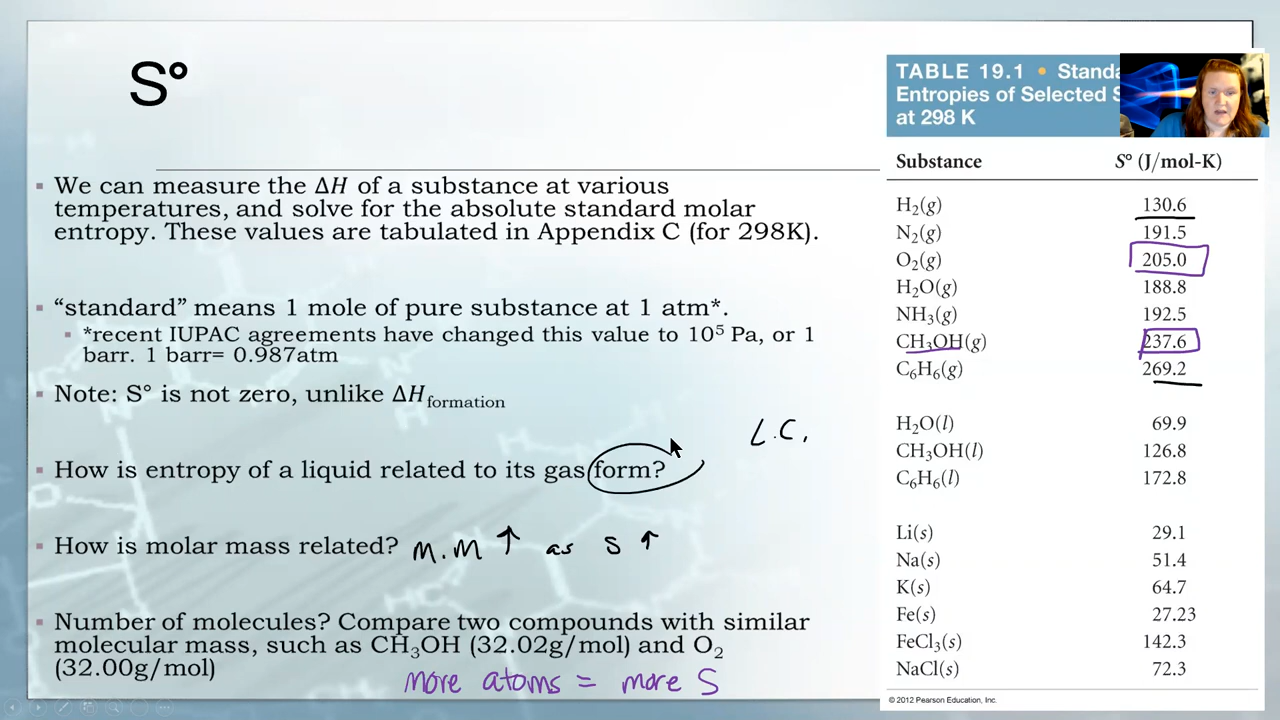 S°
▪ We can measure the ΔH of a substance at various
temperatures, and solve for the absolute standard molar
entropy. These values are tabulated in Appendix C (for 298K).
▪ “standard” means 1 mole of pure substance at 1 atm*.
▪ *recent IUPAC agreements have changed this value to 10⁵ Pa, or 1
barr. 1 barr= 0.987atm
▪ Note: S° is not zero, unlike ΔH formation
L.C.
▪ How is entropy of a liquid related to its gas form?
▪ How is molar mass related? M.M ↑ as S ↑
▪ Number of molecules? Compare two compounds with similar
molecular mass, such as CH₃OH (32.02g/mol) and O₂
(32.00g/mol)
more atoms = more S
TABLE 19.1 •
Entropies of Selected
at 298 K
Substance S° (J/mol-K)
H₂(g) 130.6
N₂(g) 191.5
O₂(g) 205.0
H₂O(g) 188.8
NH₃(g) 192.5
CH₃OH(g) 237.6
C₆H₆(g) 269.2
H₂O(l) 69.9
CH₃OH(l) 126.8
C₆H₆(l) 172.8
Li(s) 29.1
Na(s) 51.4
K(s) 64.7
Fe(s) 27.23
FeCl₃(s) 142.3
NaCl(s) 72.3
© 2012 Pearson Education, Inc.